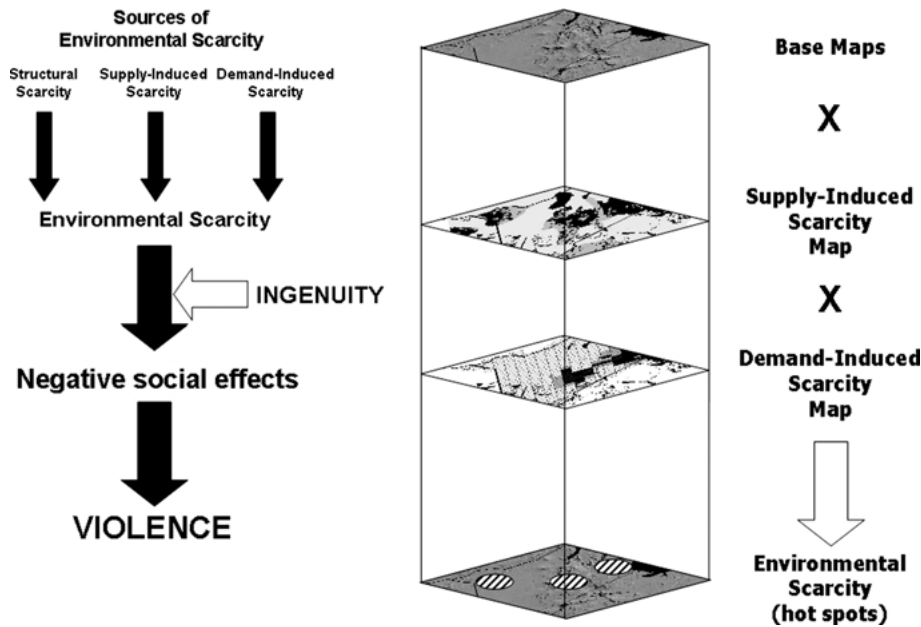 Sources of
Environmental Scarcity
Structural
Scarcity
Supply-Induced
Scarcity
Demand-Induced
Scarcity
Environmental Scarcity
INGENUITY
Negative social effects
VIOLENCE
Base Maps
X
Supply-Induced
Scarcity
Map
X
Demand-Induced
Scarcity
Map
Environmental
Scarcity
(hot spots)